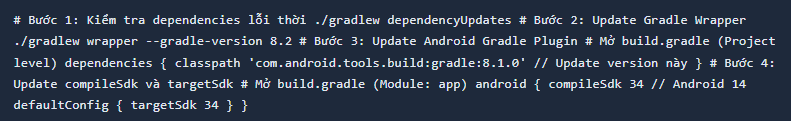 # Bước 1: Kiểm tra dependencies lỗi thời ./gradlew dependencyUpdates # Bước 2: Update Gradle Wrapper
./gradlew wrapper --gradle-version 8.2 # Bước 3: Update Android Gradle Plugin # Mở build.gradle (Project
level) dependencies { classpath 'com.android.tools.build:gradle:8.1.0' // Update version này } # Bước 4:
Update compileSdk và targetSdk # Mở build.gradle (Module: app) android { compileSdk 34 // Android 14
defaultConfig { targetSdk 34 } }